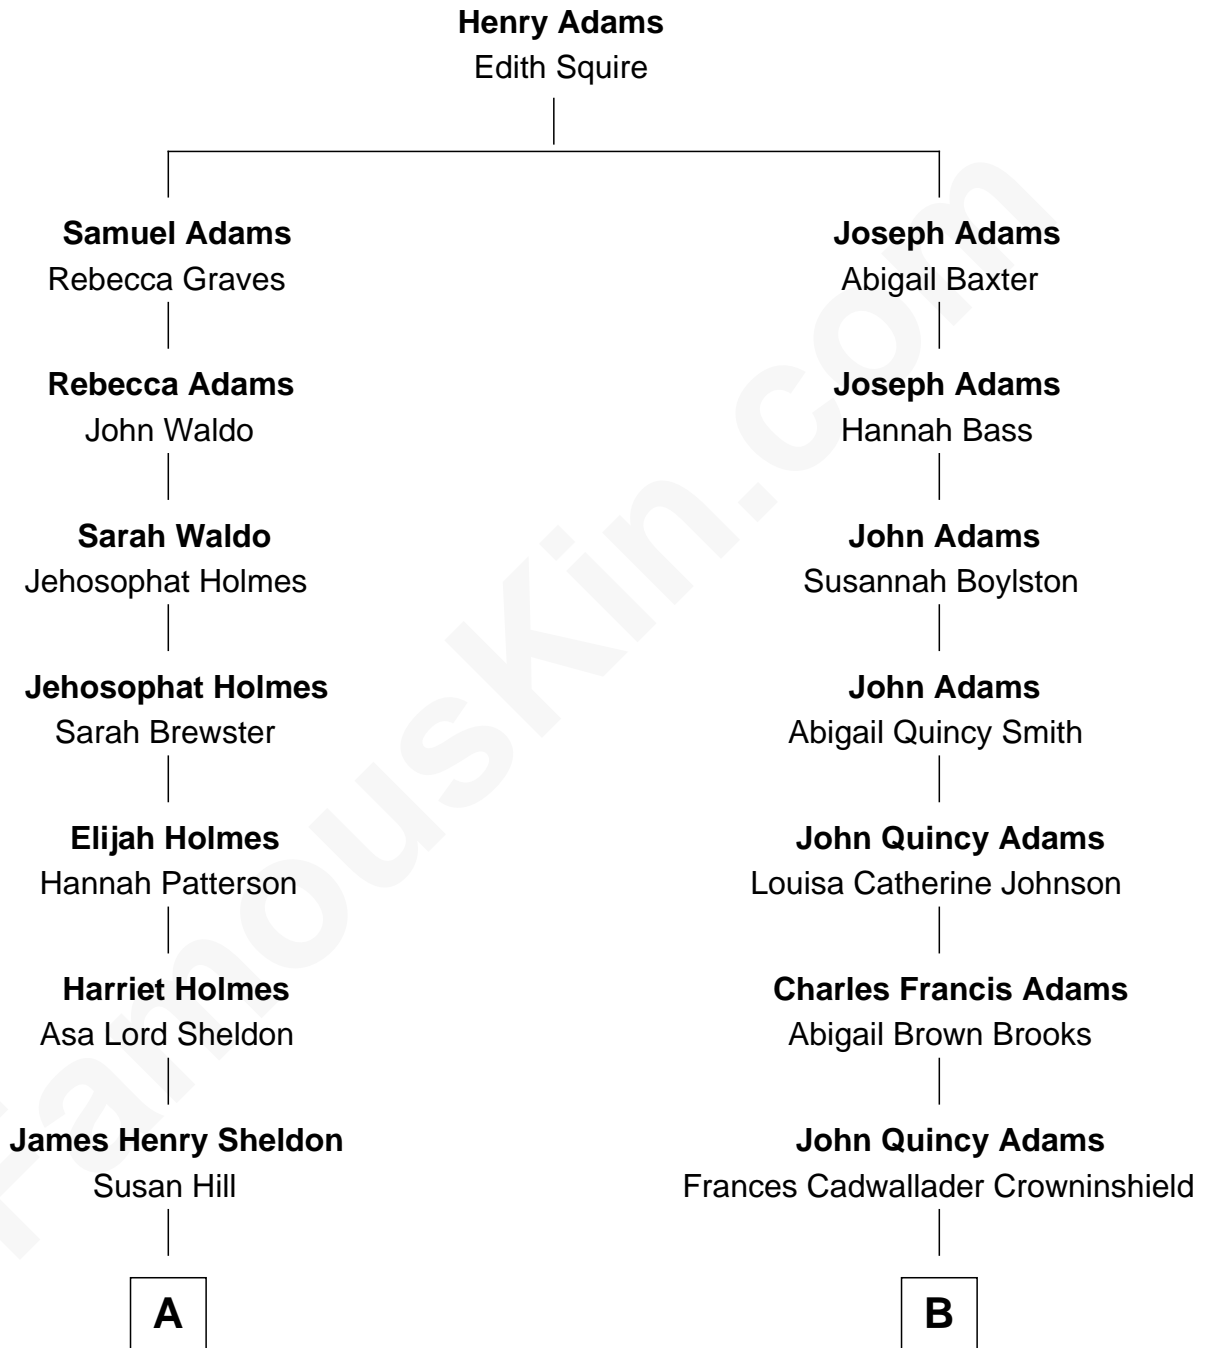 Henry Adams
Edith Squire
Samuel Adams
Rebecca Graves
Joseph Adams
Abigail Baxter
Rebecca Adams
John Waldo
Joseph Adams
Hannah Bass
Sarah Waldo
Jehosophat Holmes
John Adams
Susannah Boylston
Jehosophat Holmes
Sarah Brewster
John Adams
Abigail Quincy Smith
Elijah Holmes
Hannah Patterson
John Quincy Adams
Louisa Catherine Johnson
Harriet Holmes
Asa Lord Sheldon
Charles Francis Adams
Abigail Brown Brooks
James Henry Sheldon
Susan Hill
John Quincy Adams
Frances Cadwallader Crowninshield
A
B
FamousKin.com